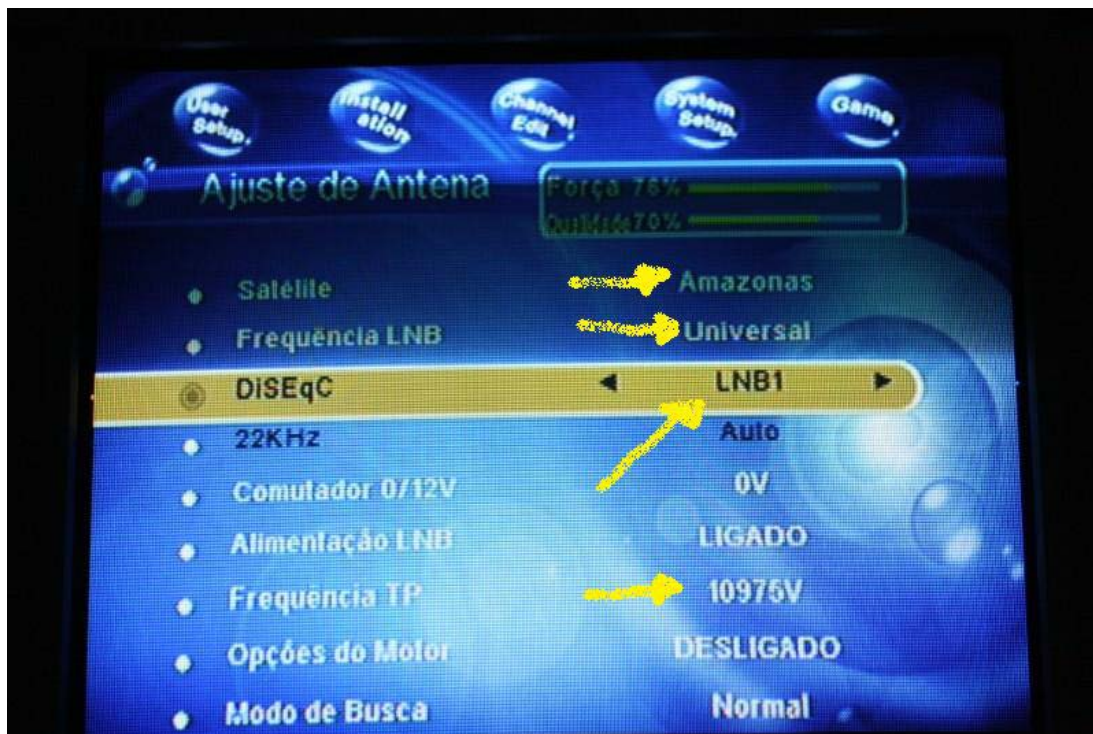 User Setup.
Install ation
Channel Edit
System Setup.
Game
Ajuste de Antena
Força 76%
Qualidade 70%
Satélite Amazonas
Frequência LNB Universal
DiSEqC LNB1
22KHz Auto
Comutador 0/12V 0V
Alimentação LNB LIGADO
Frequência TP 10975V
Opções do Motor DESLIGADO
Modo de Busca Normal